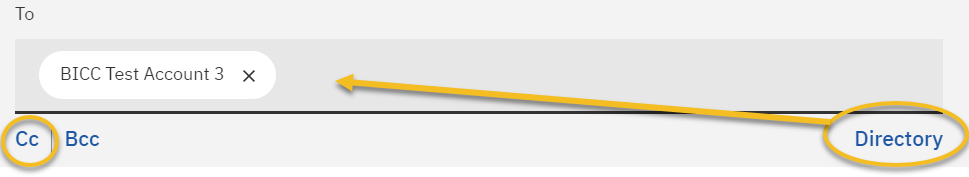 To
BICC Test Account 3 ×
Cc | Bcc Directory